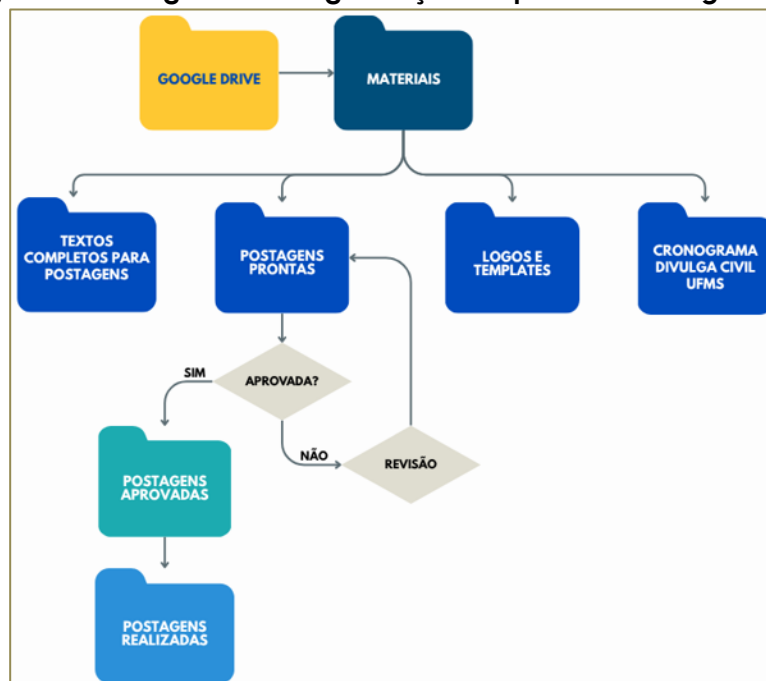 GOOGLE DRIVE
MATERIAIS
TEXTOS
COMPLETOS PARA
POSTAGENS
POSTAGENS
PRONTAS
LOGOS E
TEMPLATES
CRONOGRAMA
DIVULGA CIVIL
UFMS
SIM
APROVADA?
NÃO
REVISÃO
POSTAGENS
APROVADAS
POSTAGENS
REALIZADAS